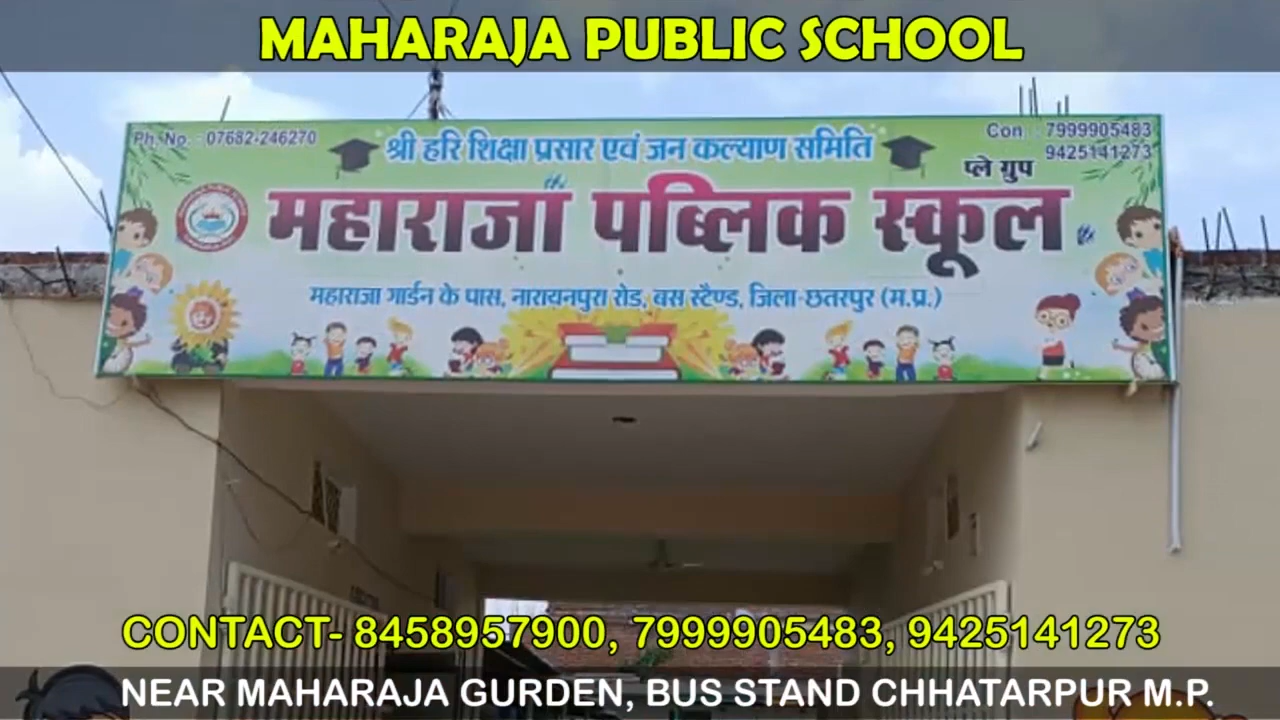 MAHARAJA PUBLIC SCHOOL
Ph. No. : 07682-246270
Con. : 7999905483
9425141273
श्री हरि शिक्षा प्रसार एवं जन कल्याण समिति
प्ले ग्रुप
महाराजा पब्लिक स्कूल
महाराजा गार्डन के पास, नारायनपुरा रोड, बस स्टैण्ड, जिला-छतरपुर (म.प्र.)
CONTACT- 8458957900, 7999905483, 9425141273
NEAR MAHARAJA GURDEN, BUS STAND CHHATARPUR M.P.